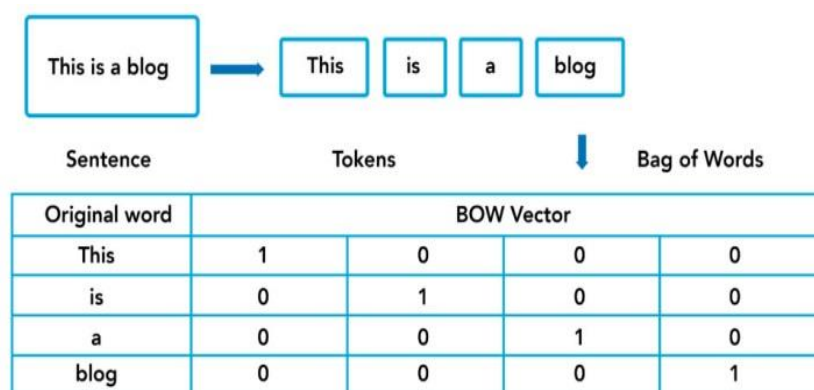 This is a blog This is a blog
Sentence Tokens Bag of Words
Original word BOW Vector
This 1 0 0 0
is 0 1 0 0
a 0 0 1 0
blog 0 0 0 1